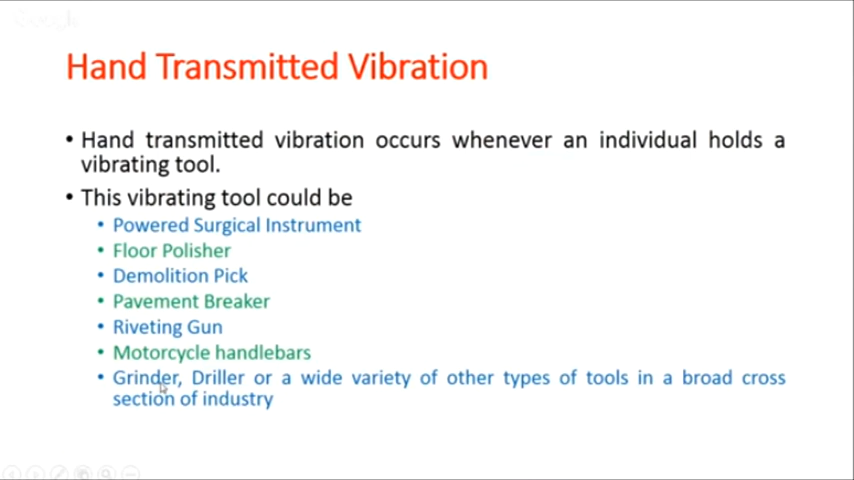 Hand Transmitted Vibration
• Hand transmitted vibration occurs whenever an individual holds a
vibrating tool.
• This vibrating tool could be
• Powered Surgical Instrument
• Floor Polisher
• Demolition Pick
• Pavement Breaker
• Riveting Gun
• Motorcycle handlebars
• Grinder, Driller or a wide variety of other types of tools in a broad cross
section of industry